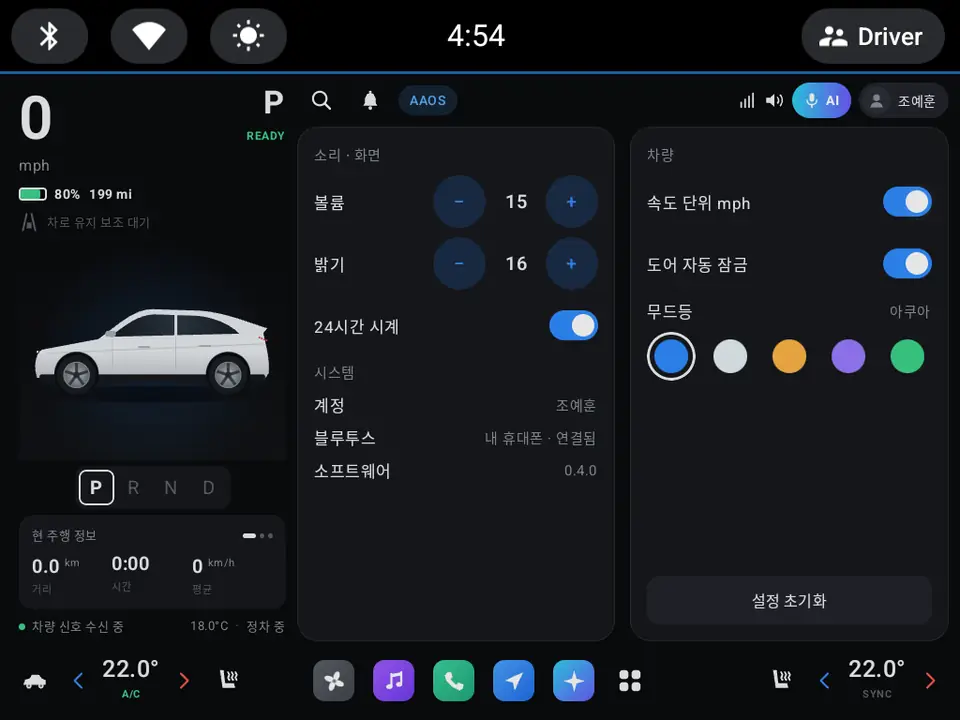 4:54
Driver
0
P
READY
mph
80% 199 mi
차로 유지 보조 대기
P R N D
현 주행 정보
0.0 km
거리
0:00
시간
0 km/h
평균
차량 신호 수신 중
18.0°C · 정차 중
AAOS
AI
조예훈
소리 · 화면
볼륨
− 15 +
밝기
− 16 +
24시간 시계
시스템
계정
조예훈
블루투스
내 휴대폰 · 연결됨
소프트웨어
0.4.0
차량
속도 단위 mph
도어 자동 잠금
무드등
아쿠아
설정 초기화
22.0°
A/C
22.0°
SYNC